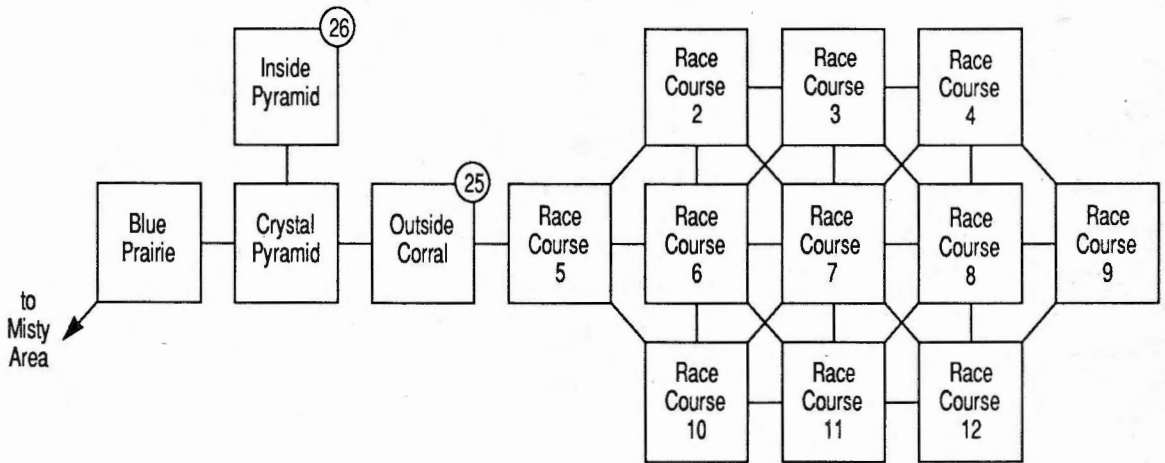 26
Inside
Pyramid
Race
Course
2
Race
Course
3
Race
Course
4
25
Blue
Prairie
Crystal
Pyramid
Outside
Corral
Race
Course
5
Race
Course
6
Race
Course
7
Race
Course
8
Race
Course
9
to
Misty
Area
Race
Course
10
Race
Course
11
Race
Course
12